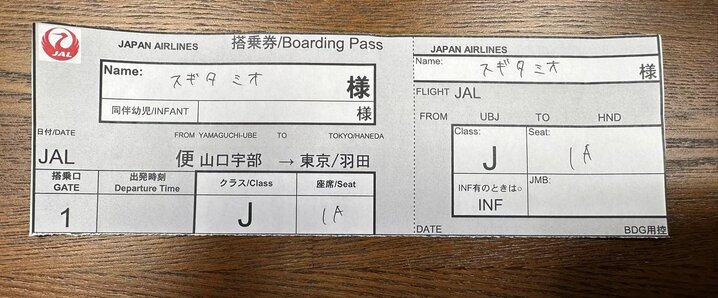 JAL
JAPAN AIRLINES 搭乗券/Boarding Pass
Name: スギタ ミオ 様
同伴幼児/INFANT 様
日付/DATE FROM YAMAGUCHI-UBE TO TOKYO/HANEDA
JAL 便 山口宇部 → 東京/羽田
搭乗口 GATE 出発時刻 Departure Time クラス/Class 座席/Seat
1 J 1A
JAPAN AIRLINES
Name: スギタ ミオ 様
FLIGHT JAL
FROM UBJ TO HND
Class: Seat:
J 1A
INF有のときは○ JMB:
INF
DATE BDG用控